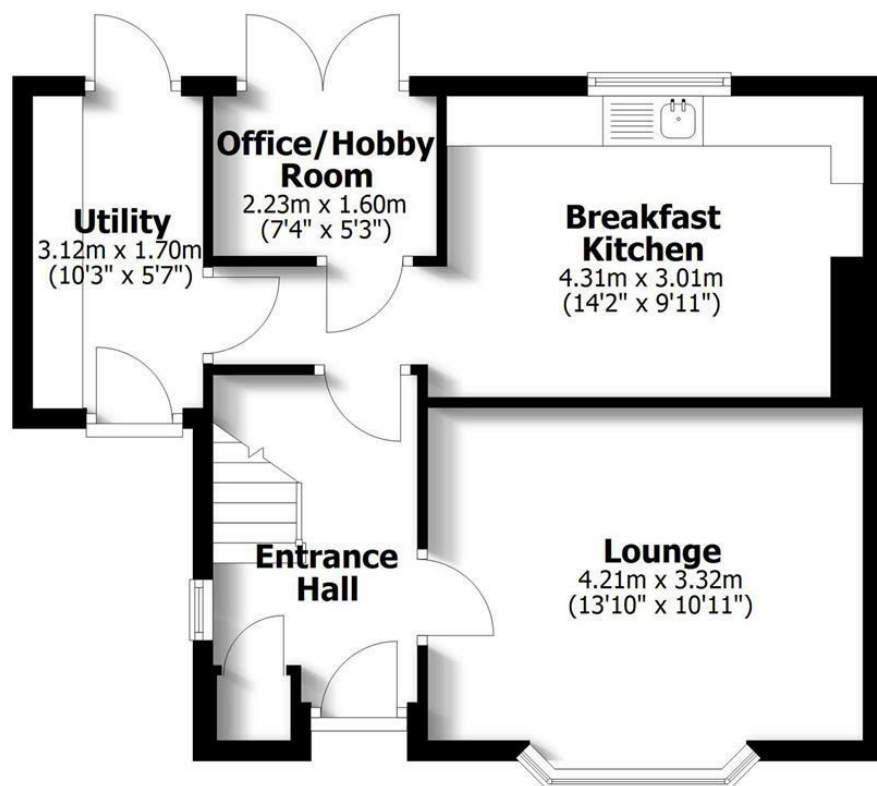 Office/Hobby
Room
2.23m x 1.60m
(7'4" x 5'3")
Utility
3.12m x 1.70m
(10'3" x 5'7")
Breakfast
Kitchen
4.31m x 3.01m
(14'2" x 9'11")
Entrance
Hall
Lounge
4.21m x 3.32m
(13'10" x 10'11")